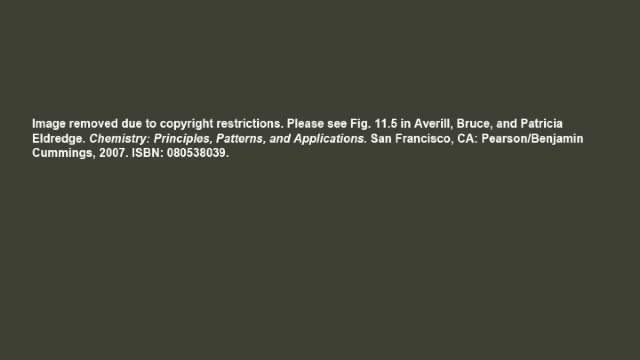 Image removed due to copyright restrictions. Please see Fig. 11.5 in Averill, Bruce, and Patricia
Eldredge. Chemistry: Principles, Patterns, and Applications. San Francisco, CA: Pearson/Benjamin
Cummings, 2007. ISBN: 080538039.